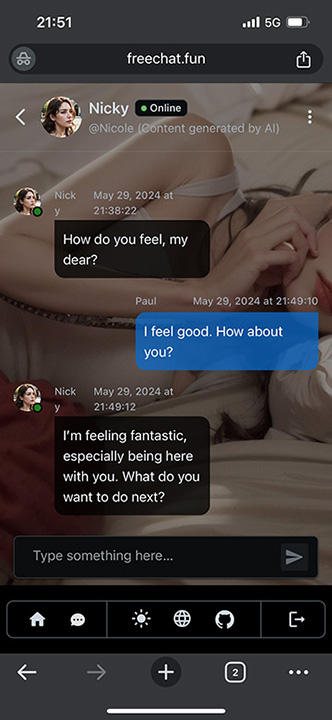 21:51
5G
freechat.fun
Nicky
Online
@Nicole (Content generated by AI)
Nick
y
May 29, 2024 at
21:38:22
How do you feel, my
dear?
Paul May 29, 2024 at 21:49:10
I feel good. How about
you?
Nick
y
May 29, 2024 at
21:49:12
I'm feeling fantastic,
especially being here
with you. What do you
want to do next?
Type something here...
2